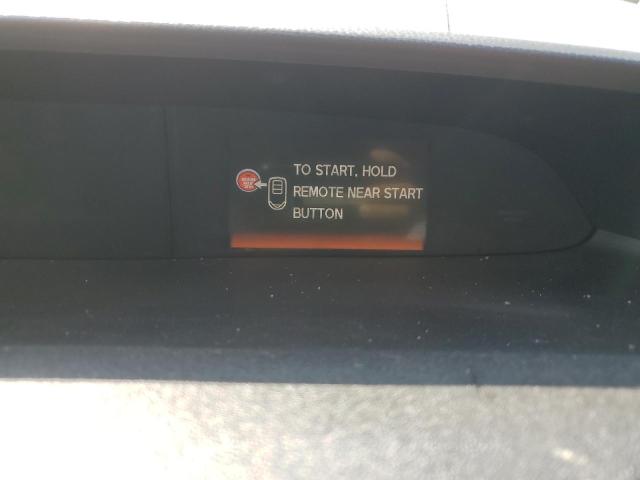 TO START, HOLD
REMOTE NEAR START
BUTTON